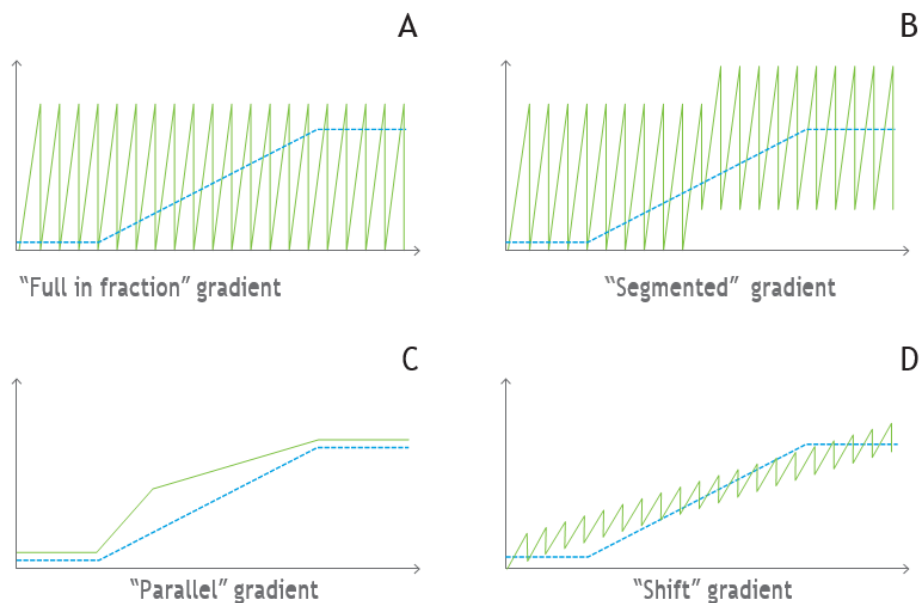 A
B
"Full in fraction" gradient
"Segmented" gradient
C
D
"Parallel" gradient
"Shift" gradient